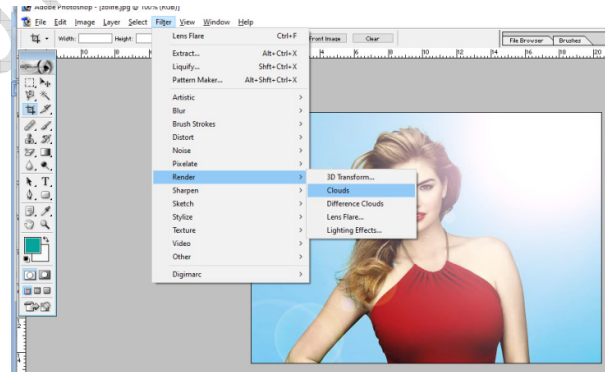 Adobe Photoshop - [zoome.jpg @ 100% (RGB)]
File Edit Image Layer Select Filter View Window Help
Width: Height: Front Image Clear File Browser Brushes
Lens Flare Ctrl+F
Extract... Alt+Ctrl+X
Liquify... Shft+Ctrl+X
Pattern Maker... Alt+Shft+Ctrl+X
Artistic
Blur
Brush Strokes
Distort
Noise
Pixelate
Render
Sharpen
Sketch
Stylize
Texture
Video
Other
Digimarc
3D Transform...
Clouds
Difference Clouds
Lens Flare...
Lighting Effects...